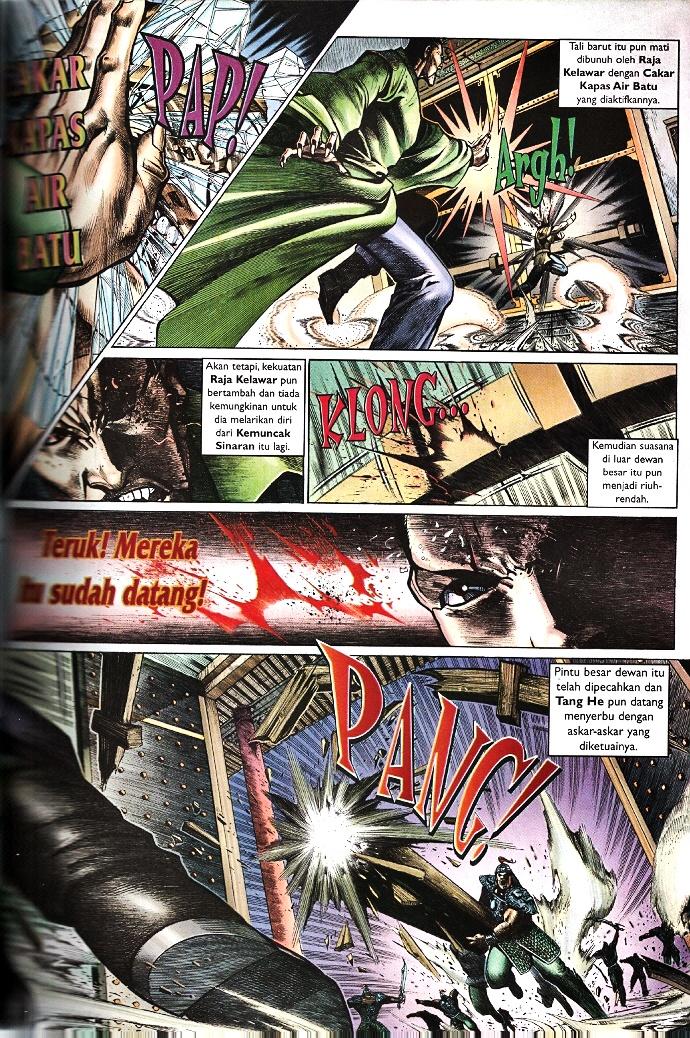 CAKAR
KAPAS
AIR
BATU
PAP!
Tali barut itu pun mati
dibunuh oleh Raja
Kelawar dengan Cakar
Kapas Air Batu
yang diaktifkannya.
Argh!
Akan tetapi, kekuatan
Raja Kelawar pun
bertambah dan tiada
kemungkinan untuk
dia melarikan diri
dari Kemuncak
Sinaran itu lagi.
KLONG...
Kemudian suasana
di luar dewan
besar itu pun
menjadi riuh-
rendah.
Teruk! Mereka
itu sudah datang!
Pintu besar dewan itu
telah dipecahkan dan
Tang He pun datang
menyerbu dengan
askar-askar yang
diketuainya.
PANG!